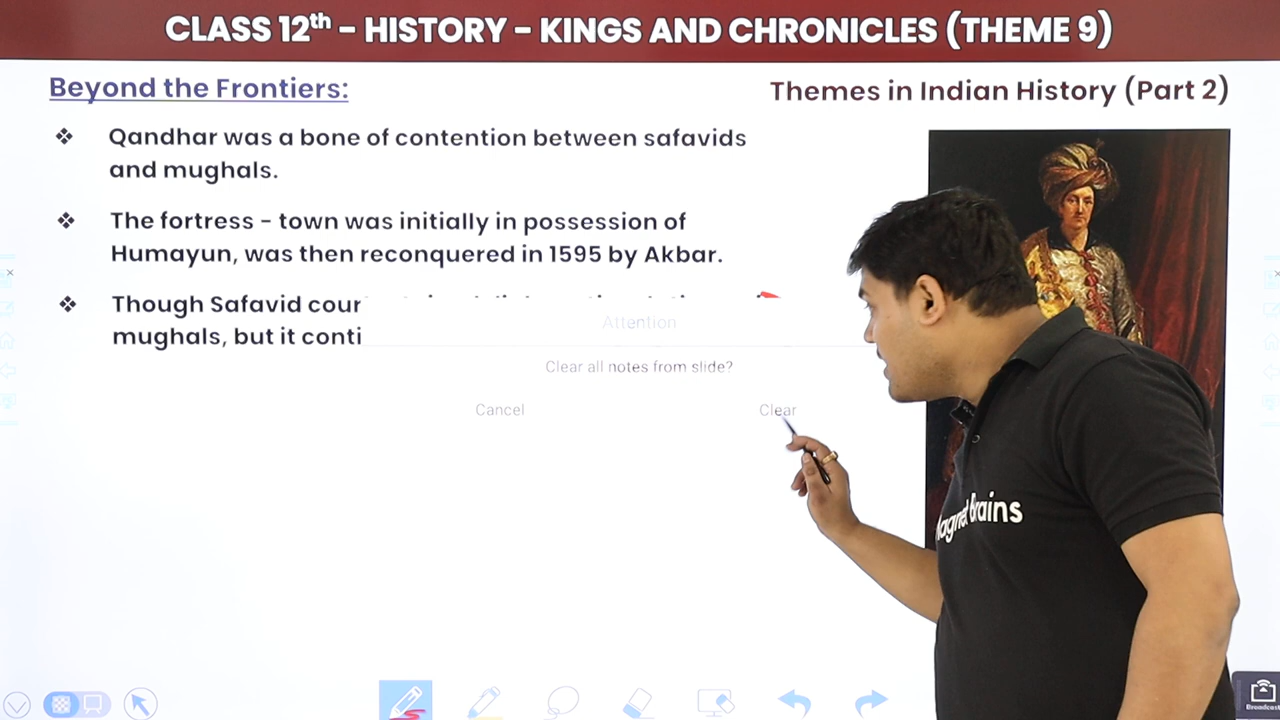 CLASS 12th – HISTORY – KINGS AND CHRONICLES (THEME 9)
Beyond the Frontiers:
Themes in Indian History (Part 2)
❖ Qandhar was a bone of contention between safavids
and mughals.
❖ The fortress – town was initially in possession of
Humayun, was then reconquered in 1595 by Akbar.
❖ Though Safavid
mughals, but it
Attention
Clear all notes from slide?
Cancel
Clear
Brains
Broadcast